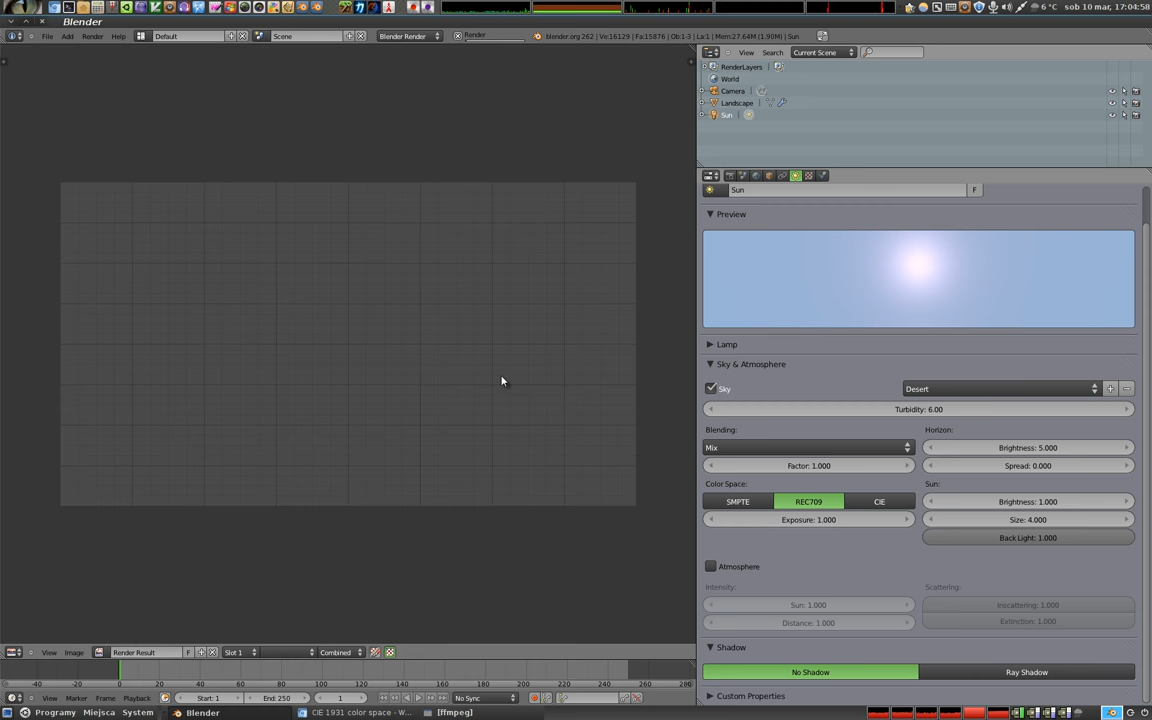 6 °C sob 10 mar, 17:04:58
Blender
File Add Render Help Default Scene Blender Render Render blender.org 262 | Ve:16129 | Fa:15876 | Ob:1-3 | La:1 | Mem:27.64M (1.90M) | Sun
View Search Current Scene
RenderLayers
World
Camera
Landscape
Sun
Sun F
Preview
Lamp
Sky & Atmosphere
Sky Desert
Turbidity: 6.00
Blending: Horizon:
Mix Brightness: 5.000
Factor: 1.000 Spread: 0.000
Color Space: Sun:
SMPTE REC709 CIE Brightness: 1.000
Exposure: 1.000 Size: 4.000
Back Light: 1.000
Atmosphere
Intensity: Scattering:
Sun: 1.000 Inscattering: 1.000
Distance: 1.000 Extinction: 1.000
Shadow
No Shadow Ray Shadow
Custom Properties
View Image Render Result F Slot 1 Combined
-40 -20 0 20 40 60 80 100 120 140 160 180 200 220 240 260 280
View Marker Frame Playback Start: 1 End: 250 1 No Sync
Programy Miejsca System Blender CIE 1931 color space - W... [ffmpeg]